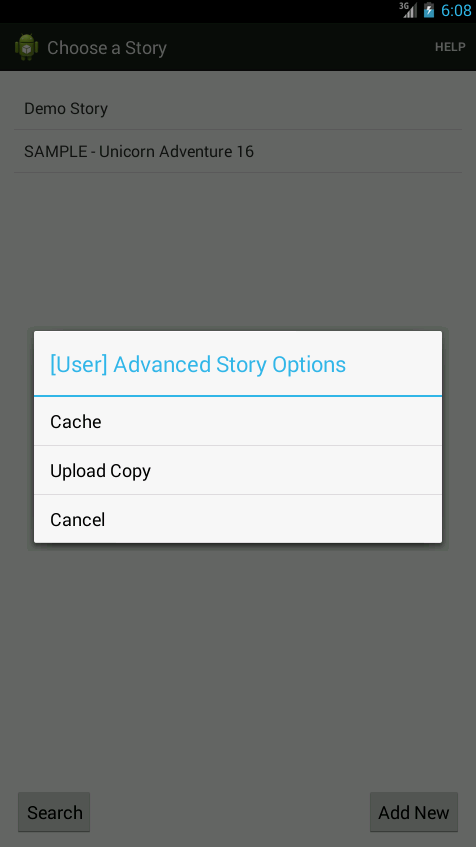 3G 6:08
Choose a Story HELP
Demo Story
SAMPLE - Unicorn Adventure 16
[User] Advanced Story Options
Cache
Upload Copy
Cancel
Search Add New